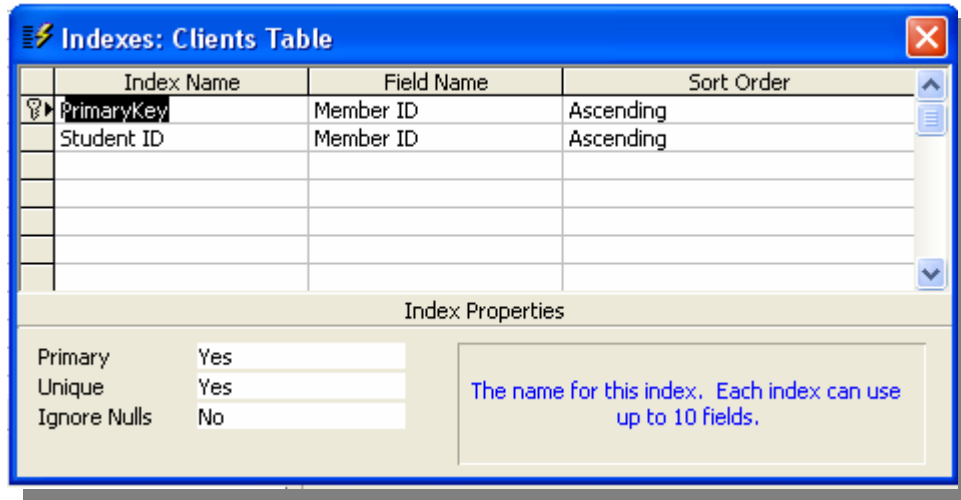 Indexes: Clients Table
Index Name Field Name Sort Order
PrimaryKey Member ID Ascending
Student ID Member ID Ascending
Index Properties
Primary Yes
Unique Yes
Ignore Nulls No
The name for this index. Each index can use
up to 10 fields.